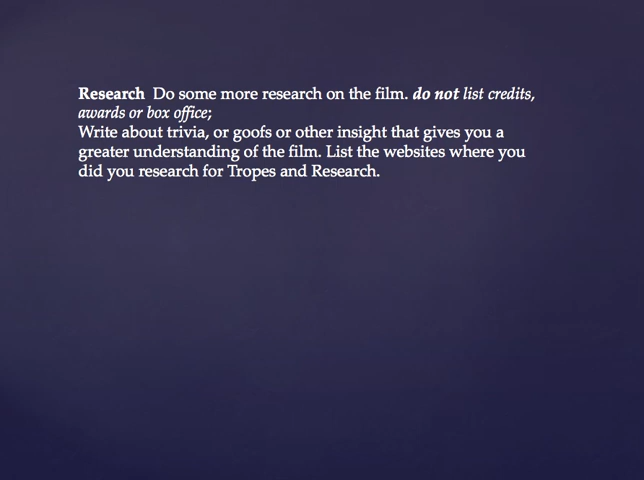 Research  Do some more research on the film. do not list credits,
awards or box office;
Write about trivia, or goofs or other insight that gives you a
greater understanding of the film. List the websites where you
did you research for Tropes and Research.